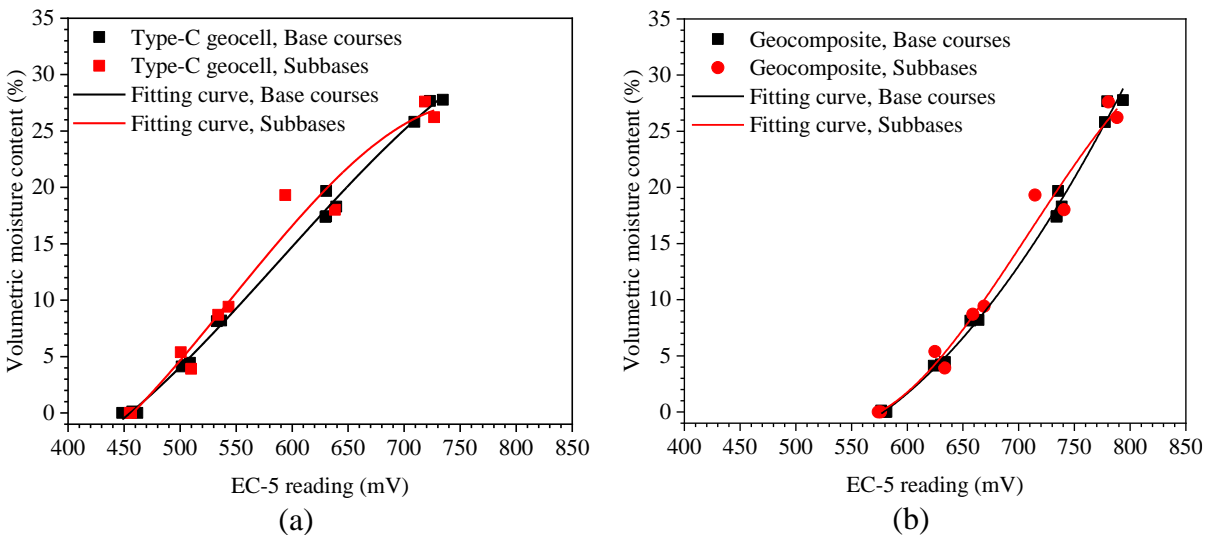 35
30
25
20
15
10
5
0
Volumetric moisture content (%)
Type-C geocell, Base courses
Type-C geocell, Subbases
Fitting curve, Base courses
Fitting curve, Subbases
400 450 500 550 600 650 700 750 800 850
EC-5 reading (mV)
(a)
35
30
25
20
15
10
5
0
Volumetric moisture content (%)
Geocomposite, Base courses
Geocomposite, Subbases
Fitting curve, Base courses
Fitting curve, Subbases
400 450 500 550 600 650 700 750 800 850
EC-5 reading (mV)
(b)